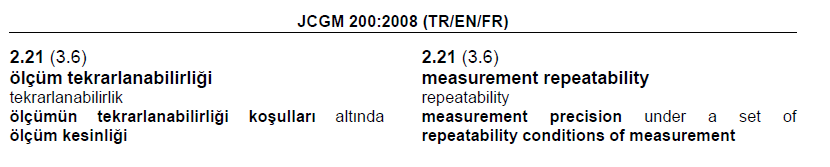 JCGM 200:2008 (TR/EN/FR)
2.21 (3.6)
ölçüm tekrarlanabilirliği
tekrarlanabilirlik
ölçümün tekrarlanabilirliği koşulları altında
ölçüm kesinliği
2.21 (3.6)
measurement repeatability
repeatability
measurement precision under a set of
repeatability conditions of measurement